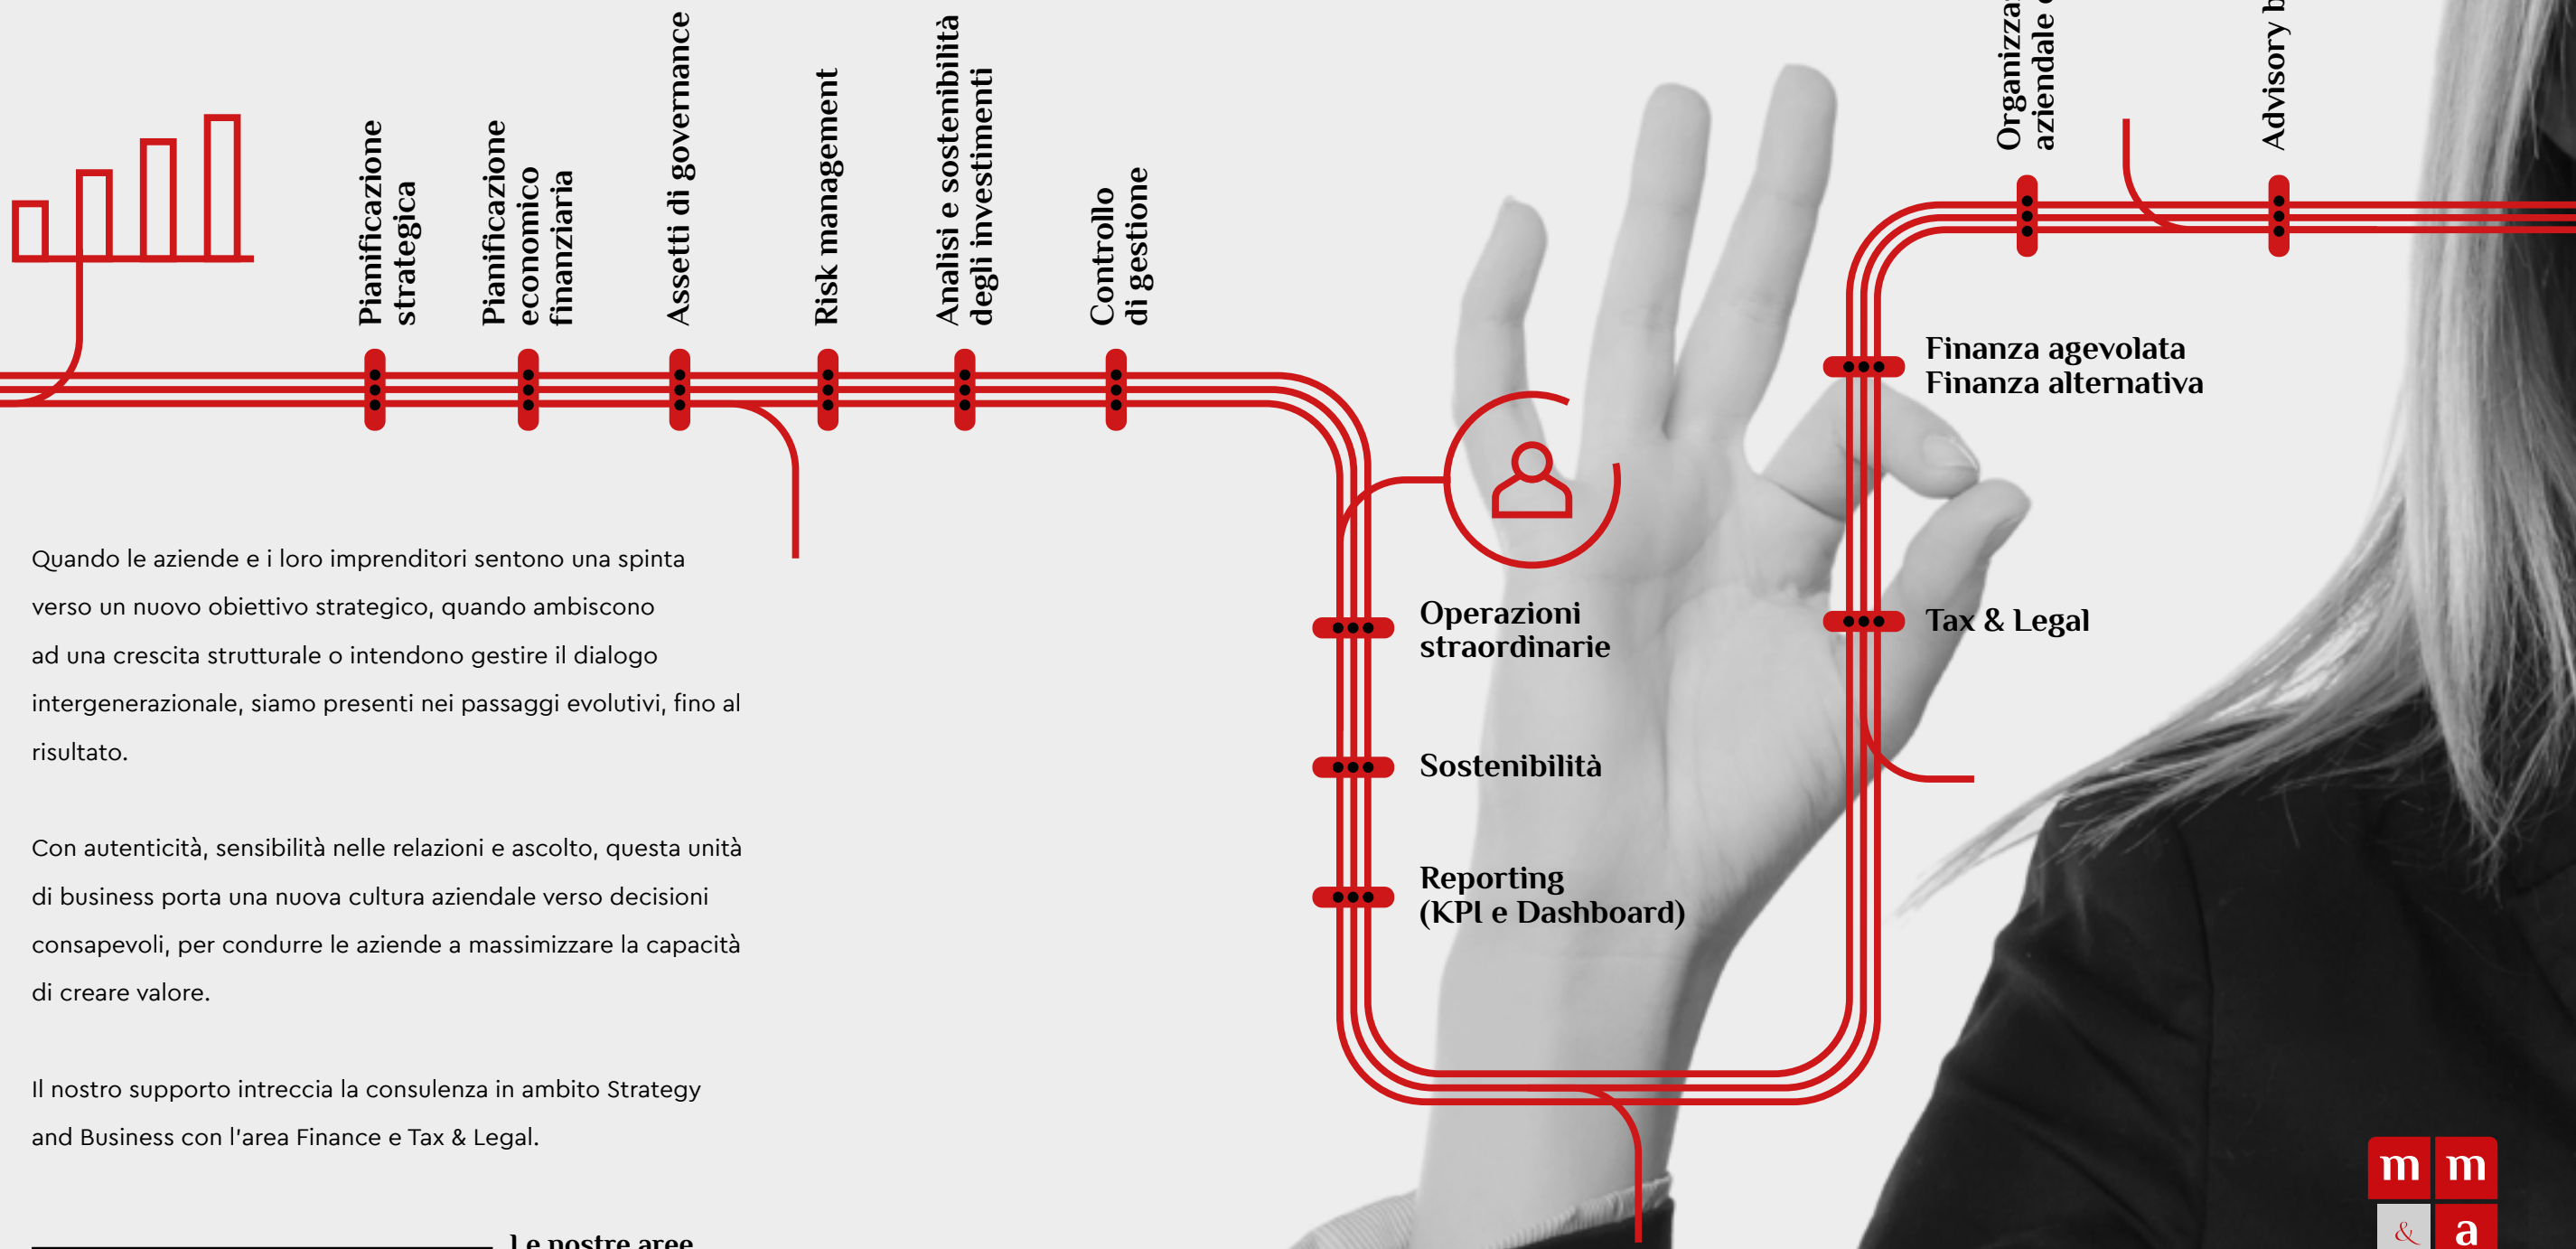 Pianificazione
strategica
Pianificazione
economico
finanziaria
Assetti di governance
Risk management
Analisi e sostenibilità
degli investimenti
Controllo
di gestione
aziendale
Advisory
Finanza agevolata
Finanza alternativa
Operazioni
straordinarie
Tax & Legal
Sostenibilità
Reporting
(KPI e Dashboard)
Quando le aziende e i loro imprenditori sentono una spinta
verso un nuovo obiettivo strategico, quando ambiscono
ad una crescita strutturale o intendono gestire il dialogo
intergenerazionale, siamo presenti nei passaggi evolutivi, fino al
risultato.
Con autenticità, sensibilità nelle relazioni e ascolto, questa unità
di business porta una nuova cultura aziendale verso decisioni
consapevoli, per condurre le aziende a massimizzare la capacità
di creare valore.
Il nostro supporto intreccia la consulenza in ambito Strategy
and Business con l'area Finance e Tax & Legal.
Le nostre aree
m m
& a